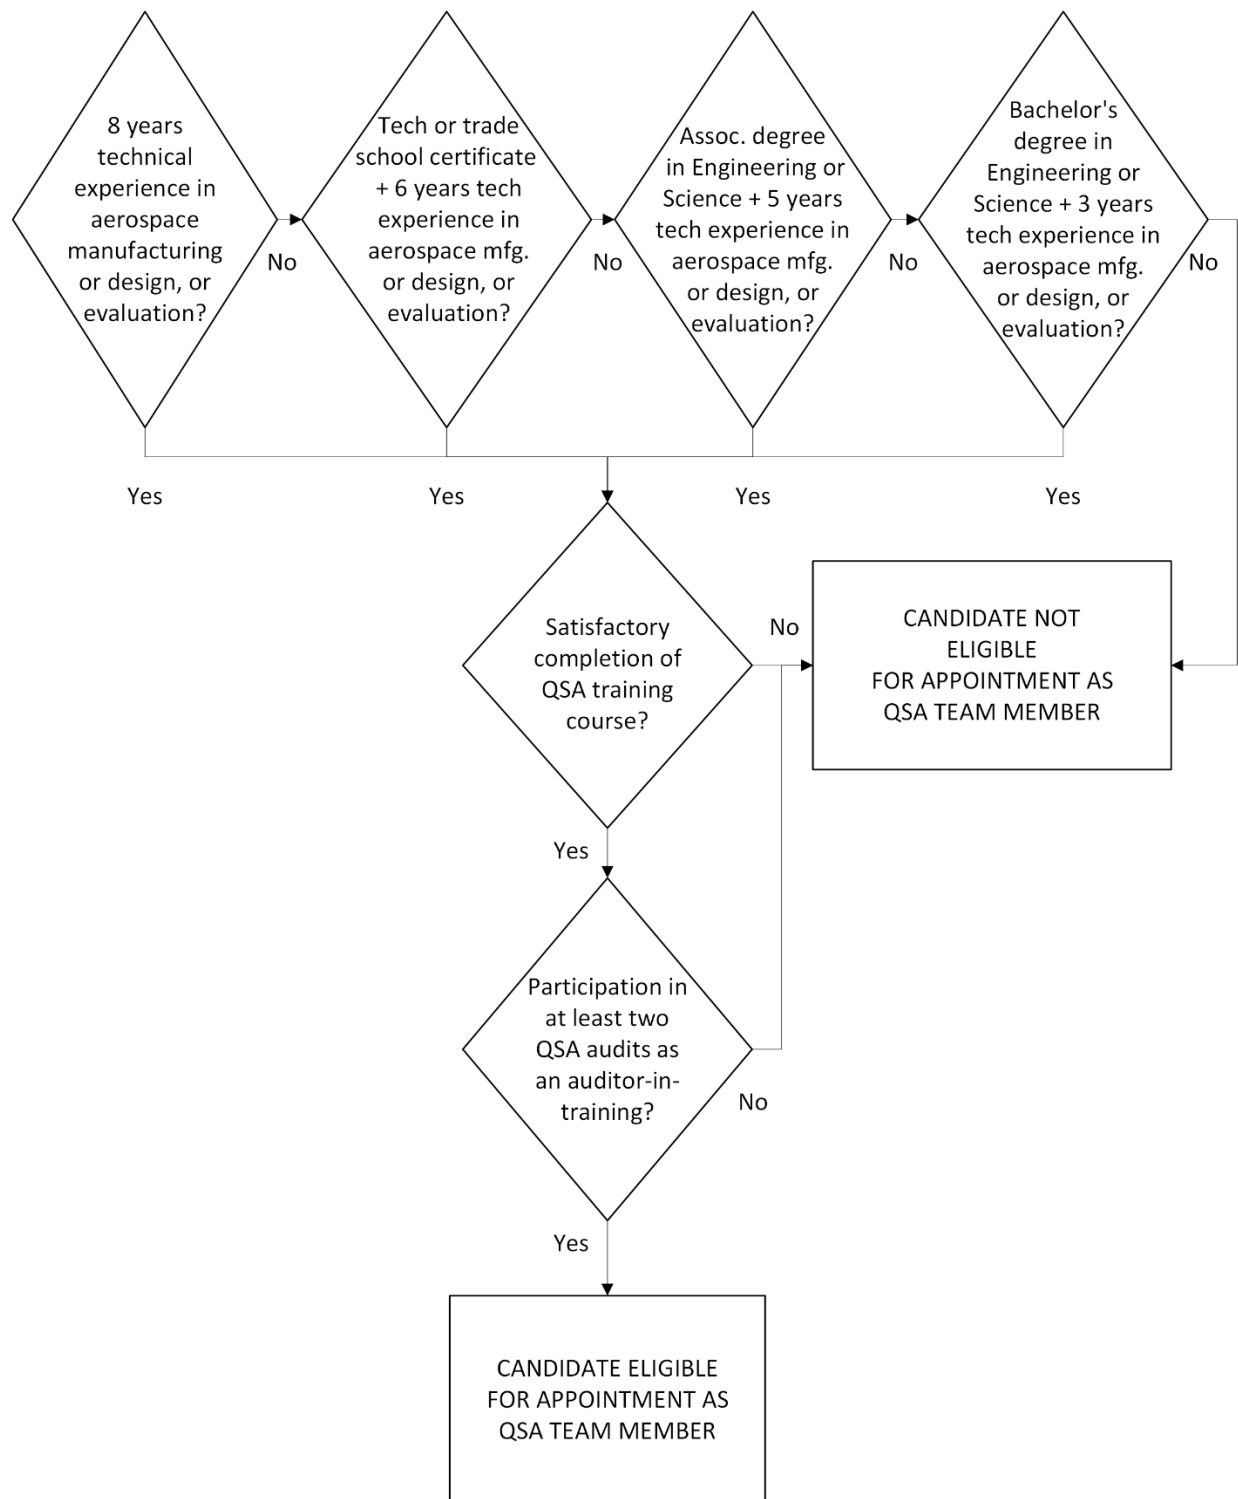 8 years
technical
experience in
aerospace
manufacturing
or design, or
evaluation?
No
Tech or trade
school certificate
+ 6 years tech
experience in
aerospace mfg.
or design, or
evaluation?
No
Assoc. degree
in Engineering or
Science + 5 years
tech experience in
aerospace mfg.
or design, or
evaluation?
No
Bachelor's
degree in
Engineering or
Science + 3 years
tech experience in
aerospace mfg.
or design, or
evaluation?
No
Yes
Yes
Yes
Yes
Satisfactory
completion of
QSA training
course?
No
CANDIDATE NOT
ELIGIBLE
FOR APPOINTMENT AS
QSA TEAM MEMBER
Yes
Participation in
at least two
QSA audits as
an auditor-in-
training?
No
Yes
CANDIDATE ELIGIBLE
FOR APPOINTMENT AS
QSA TEAM MEMBER